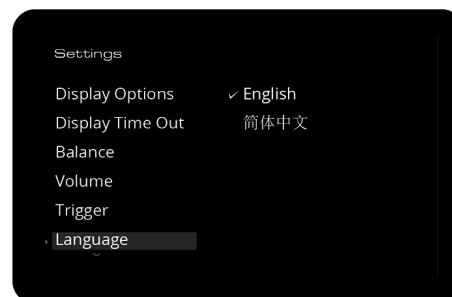 Settings
Display Options
Display Time Out
Balance
Volume
Trigger
Language
✓ English
简体中文